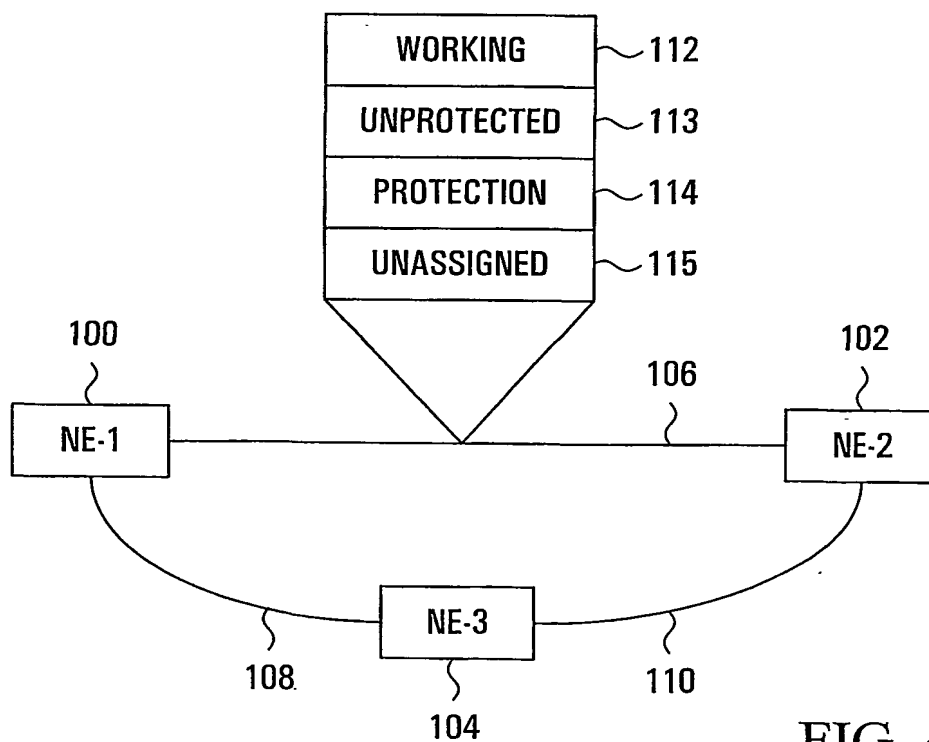 WORKING 112
UNPROTECTED 113
PROTECTION 114
UNASSIGNED 115
100 102
106
NE-1 NE-2
NE-3
108 110
104
FIG.